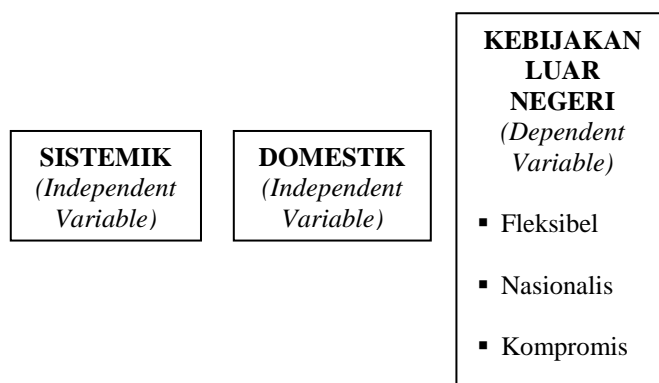 SISTEMIK
(Independent
Variable)
DOMESTIK
(Independent
Variable)
KEBIJAKAN
LUAR
NEGERI
(Dependent
Variable)
▪ Fleksibel
▪ Nasionalis
▪ Kompromis